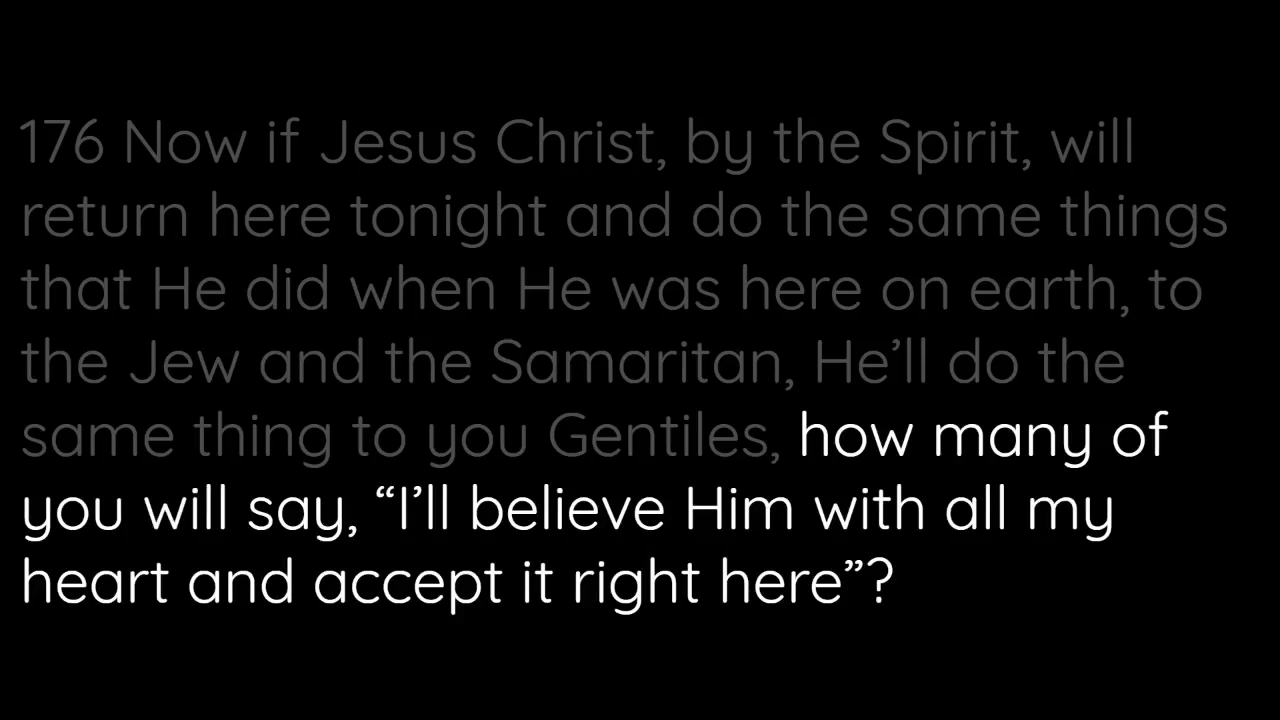 176 Now if Jesus Christ, by the Spirit, will
return here tonight and do the same things
that He did when He was here on earth, to
the Jew and the Samaritan, He’ll do the
same thing to you Gentiles, how many of
you will say, “I’ll believe Him with all my
heart and accept it right here”?